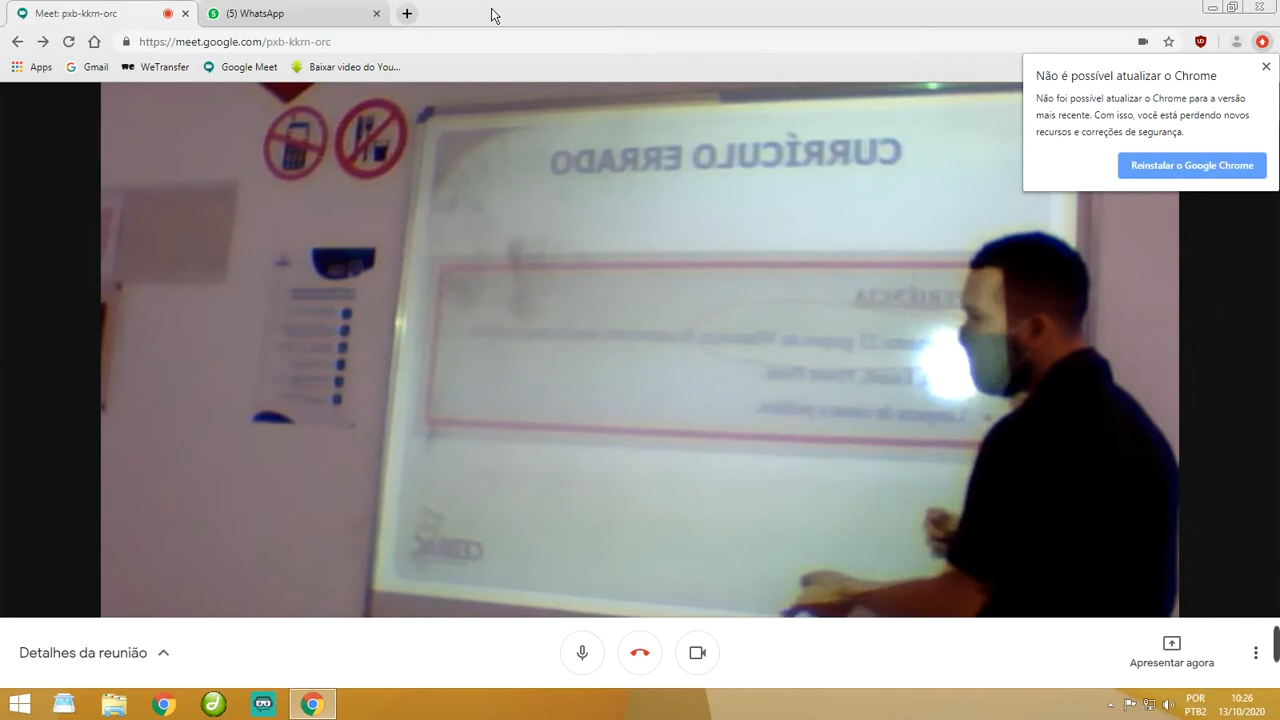 Meet: pxb-kkrn-orc
(5) WhatsApp
https://meet.google.com/pxb-kkrn-orc
Apps Gmail WeTransfer Google Meet Baixar video do You...
Não é possível atualizar o Chrome
Não foi possível atualizar o Chrome para a versão
mais recente. Com isso, você está perdendo novos
recursos e correções de segurança.
Reinstalar o Google Chrome
CURRÍCULO ERRADO
CEBRAC
Detalhes da reunião
Apresentar agora
POR
PTB2
10:26
13/10/2020